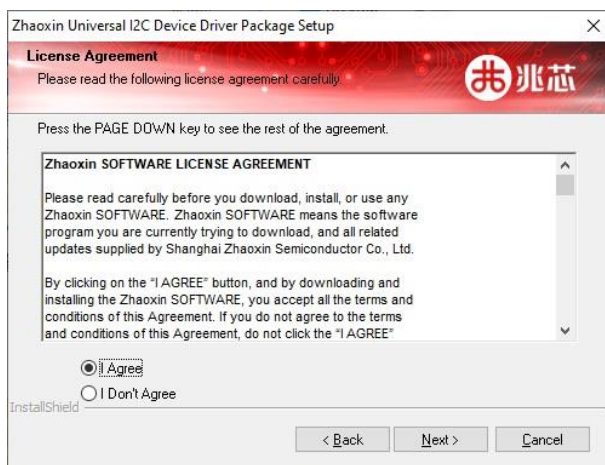 Zhaoxin Universal I2C Device Driver Package Setup
License Agreement
Please read the following license agreement carefully.
兆芯
Press the PAGE DOWN key to see the rest of the agreement.
Zhaoxin SOFTWARE LICENSE AGREEMENT
Please read carefully before you download, install, or use any
Zhaoxin SOFTWARE. Zhaoxin SOFTWARE means the software
program you are currently trying to download, and all related
updates supplied by Shanghai Zhaoxin Semiconductor Co., Ltd.
By clicking on the “I AGREE” button, and by downloading and
installing the Zhaoxin SOFTWARE, you accept all the terms and
conditions of this Agreement. If you do not agree to the terms
and conditions of this Agreement, do not click the “I AGREE”
I Agree
I Don't Agree
InstallShield
< Back Next > Cancel